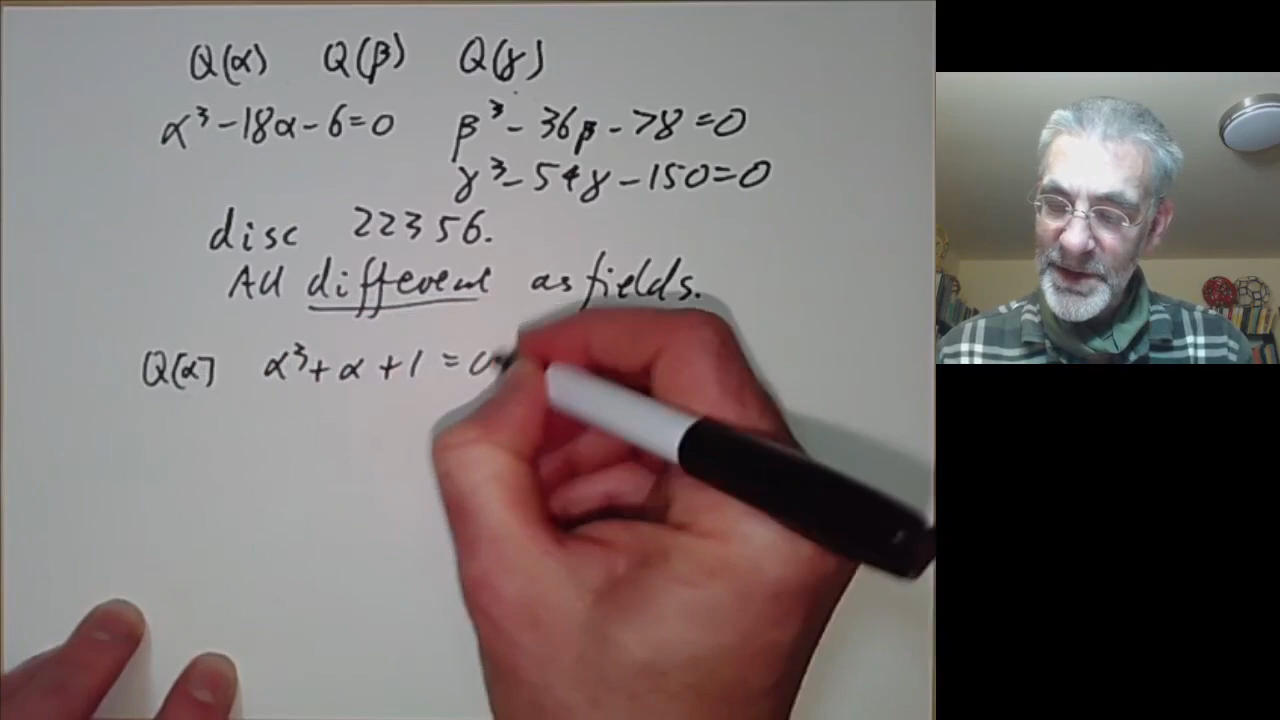 Q(α) Q(β) Q(γ)
α³-18α-6=0 β³-36β-78=0
γ³-54γ-150=0
disc 22356.
All different as fields.
Q[α] α³+α+1=0